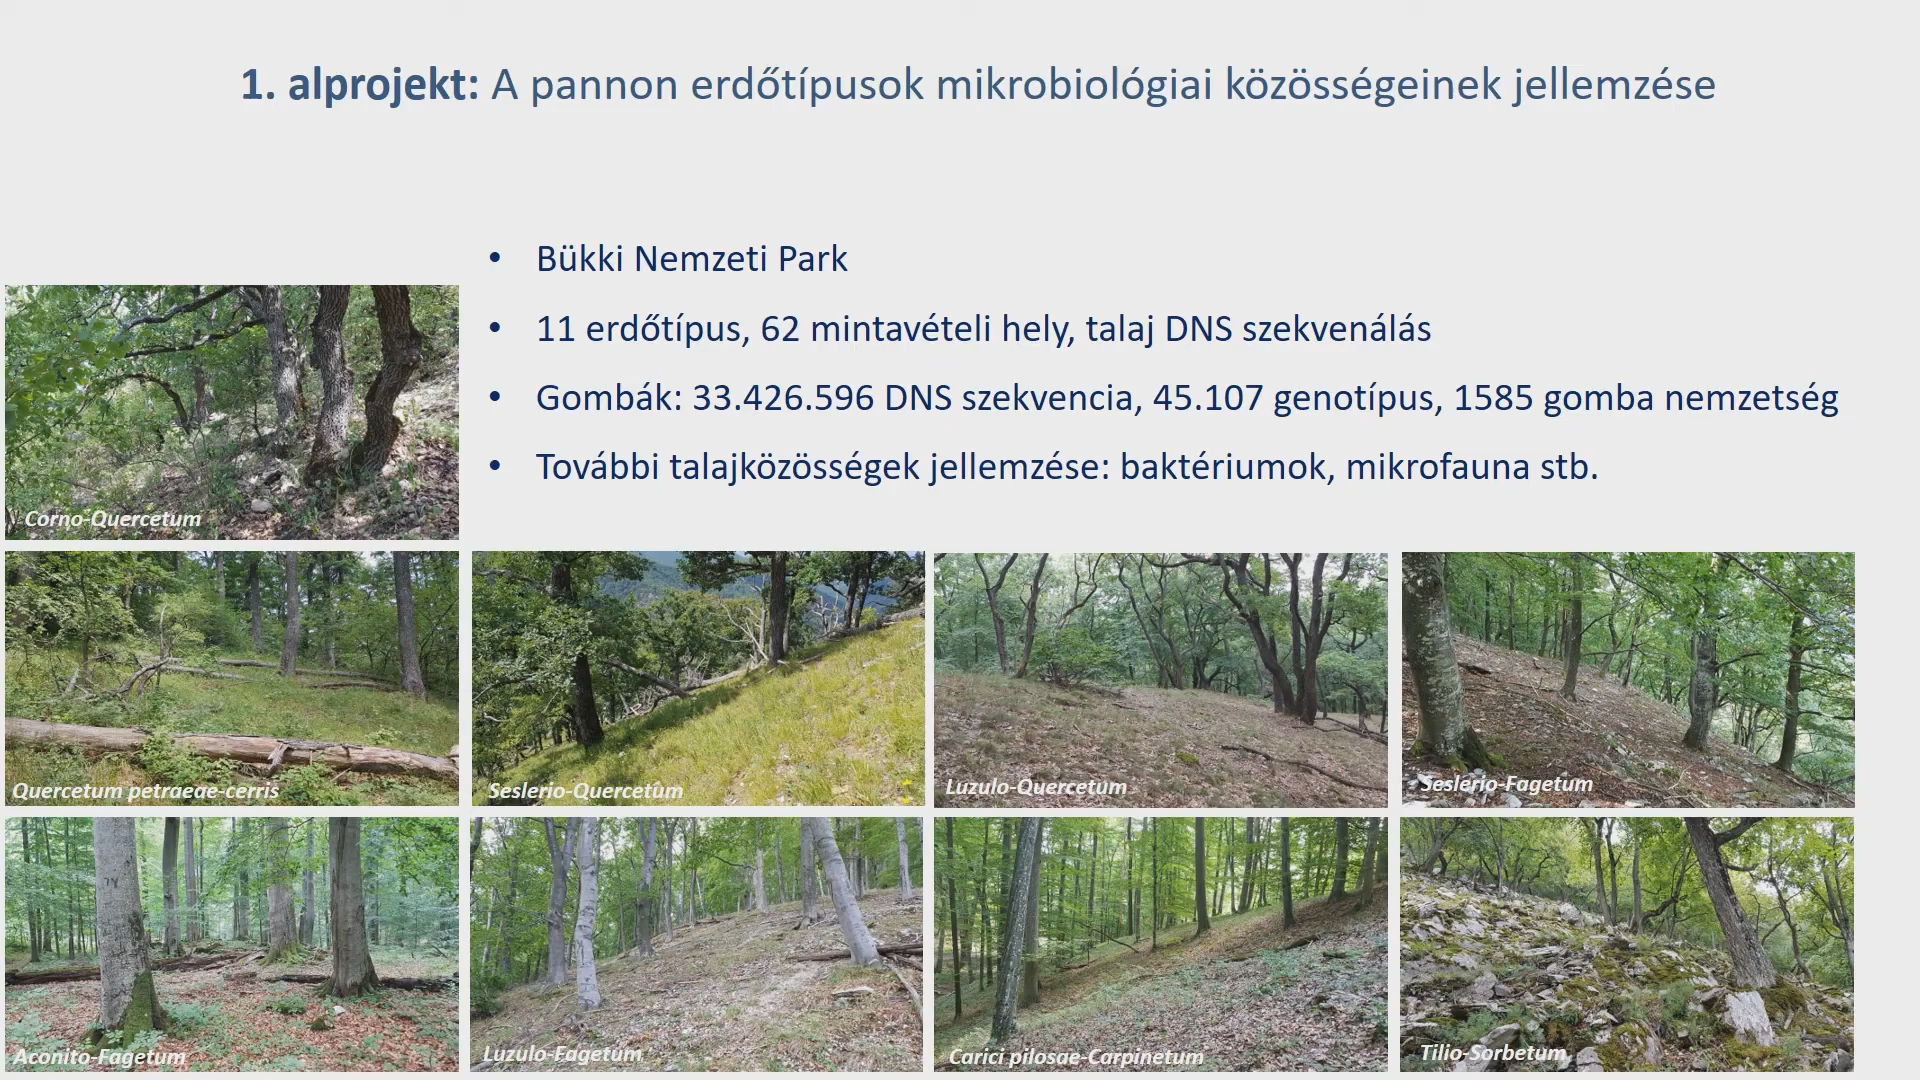 1. alprojekt: A pannon erdőtípusok mikrobiológiai közösségeinek jellemzése
• Bükki Nemzeti Park
• 11 erdőtípus, 62 mintavételi hely, talaj DNS szekvenálás
• Gombák: 33.426.596 DNS szekvencia, 45.107 genotípus, 1585 gomba nemzetség
• További talajközösségek jellemzése: baktériumok, mikrofauna stb.
Corno-Quercetum
Quercetum petraeae-cerris
Seslerio-Quercetum
Luzulo-Quercetum
Seslerio-Fagetum
Aconito-Fagetum
Luzulo-Fagetum
Carici pilosae-Carpinetum
Tilio-Sorbetum